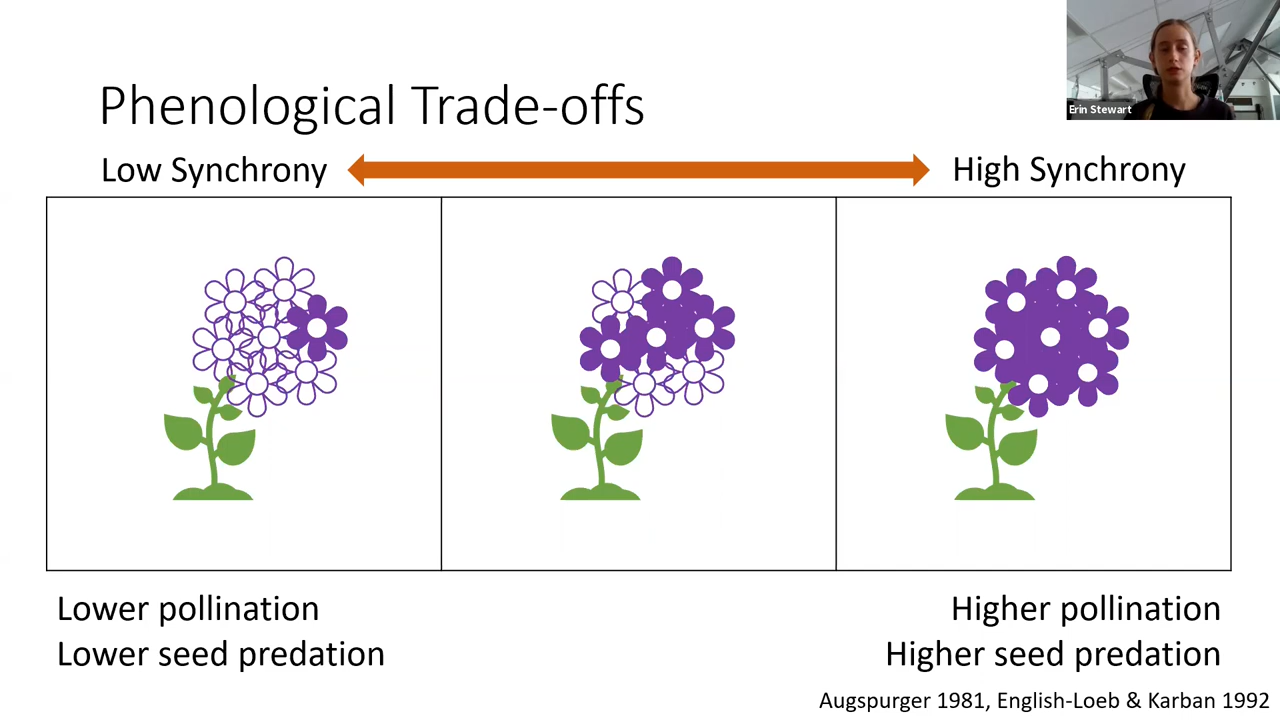 Erin Stewart
Phenological Trade-offs
Low Synchrony
High Synchrony
Lower pollination
Lower seed predation
Higher pollination
Higher seed predation
Augspurger 1981, English-Loeb & Karban 1992